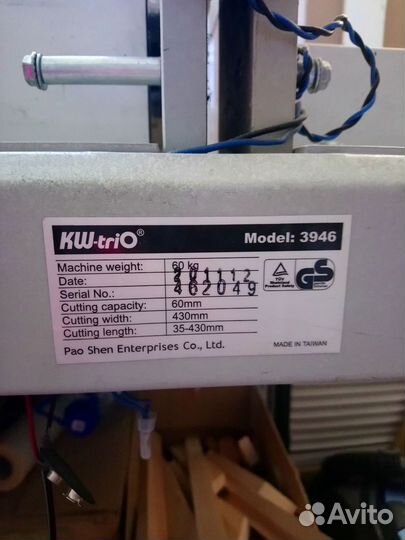 KW-triO® Model: 3946
Machine weight: 60 kg
Date: 201112
Serial No.: 462049
Cutting capacity: 60mm
Cutting width: 430mm
Cutting length: 35-430mm
Pao Shen Enterprises Co., Ltd.
TÜV
GS
MADE IN TAIWAN
Avito